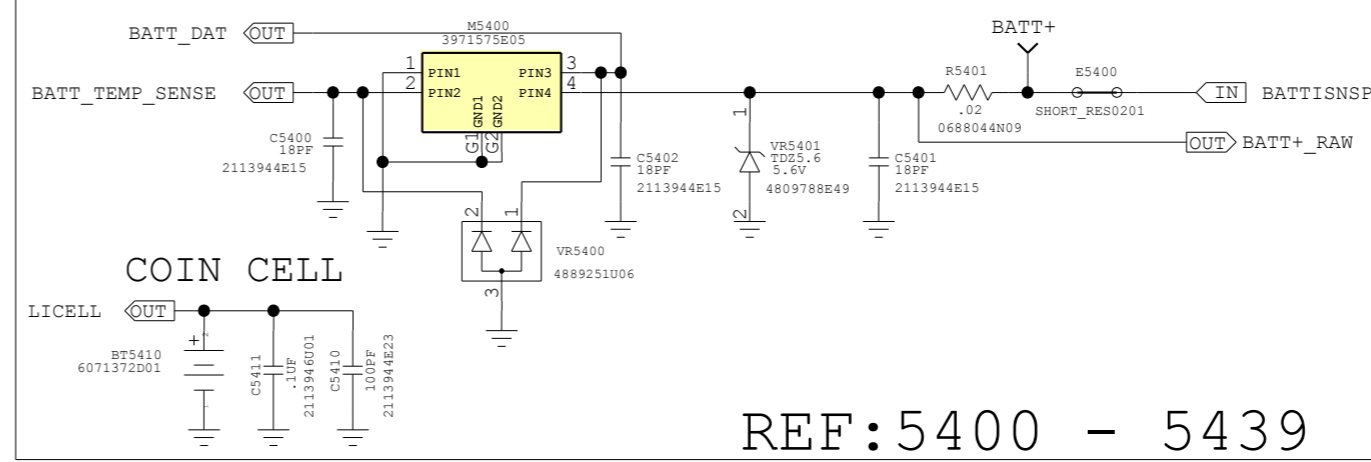 BATT_DAT OUT
M5400
3971575E05
BATT+
BATT_TEMP_SENSE OUT
1 PIN1 PIN3 3
2 PIN2 PIN4 4
GND1
GND2
G1
G2
R5401
.02
0688044N09
E5400
SHORT_RES0201
IN BATTISNSP
OUT BATT+_RAW
C5400
18PF
2113944E15
C5402
18PF
2113944E15
1
VR5401
TDZ5.6
5.6V
4809788E49
2
C5401
18PF
2113944E15
2 1
VR5400
4889251U06
3
COIN CELL
LICELL OUT
+
BT5410
6071372D01
C5411
.1UF
2113946U01
C5410
100PF
2113944E23
REF:5400 - 5439